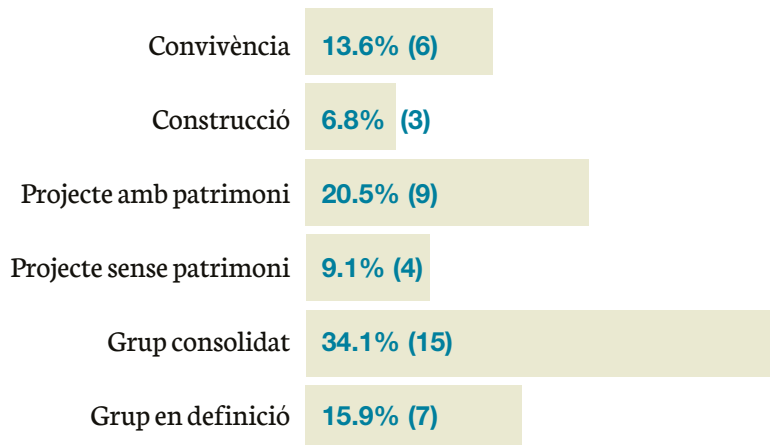 Convivència 13.6% (6)
Construcció 6.8% (3)
Projecte amb patrimoni 20.5% (9)
Projecte sense patrimoni 9.1% (4)
Grup consolidat 34.1% (15)
Grup en definició 15.9% (7)